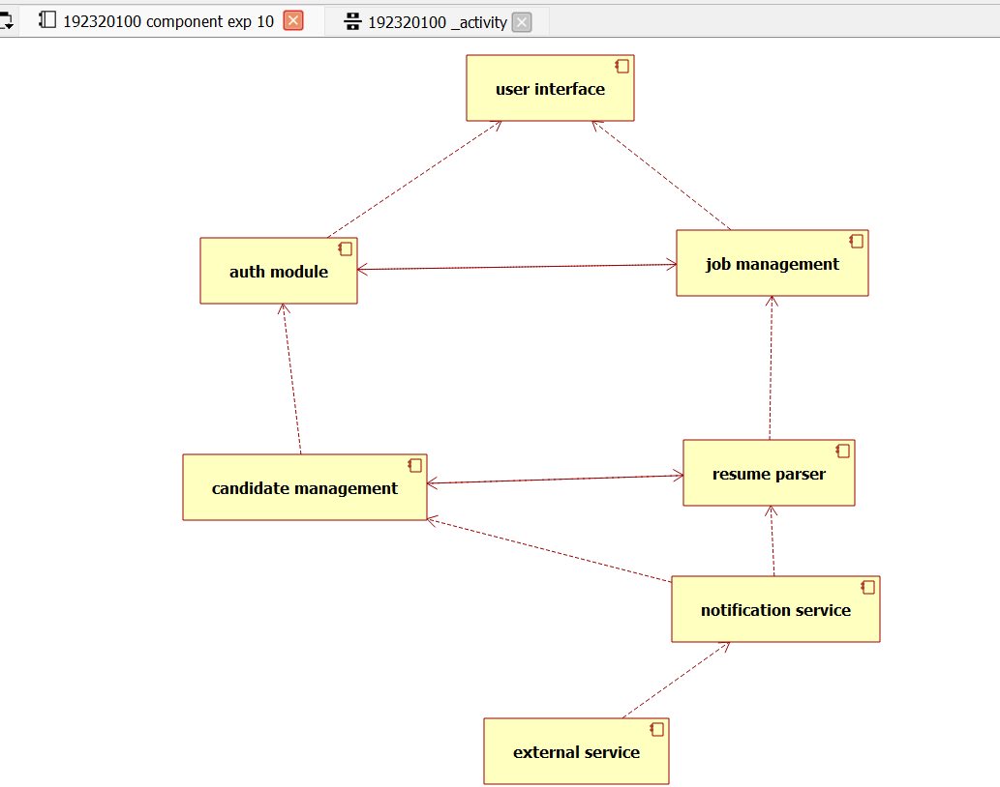 192320100 component exp 10
192320100 _activity
user interface
auth module
job management
candidate management
resume parser
notification service
external service